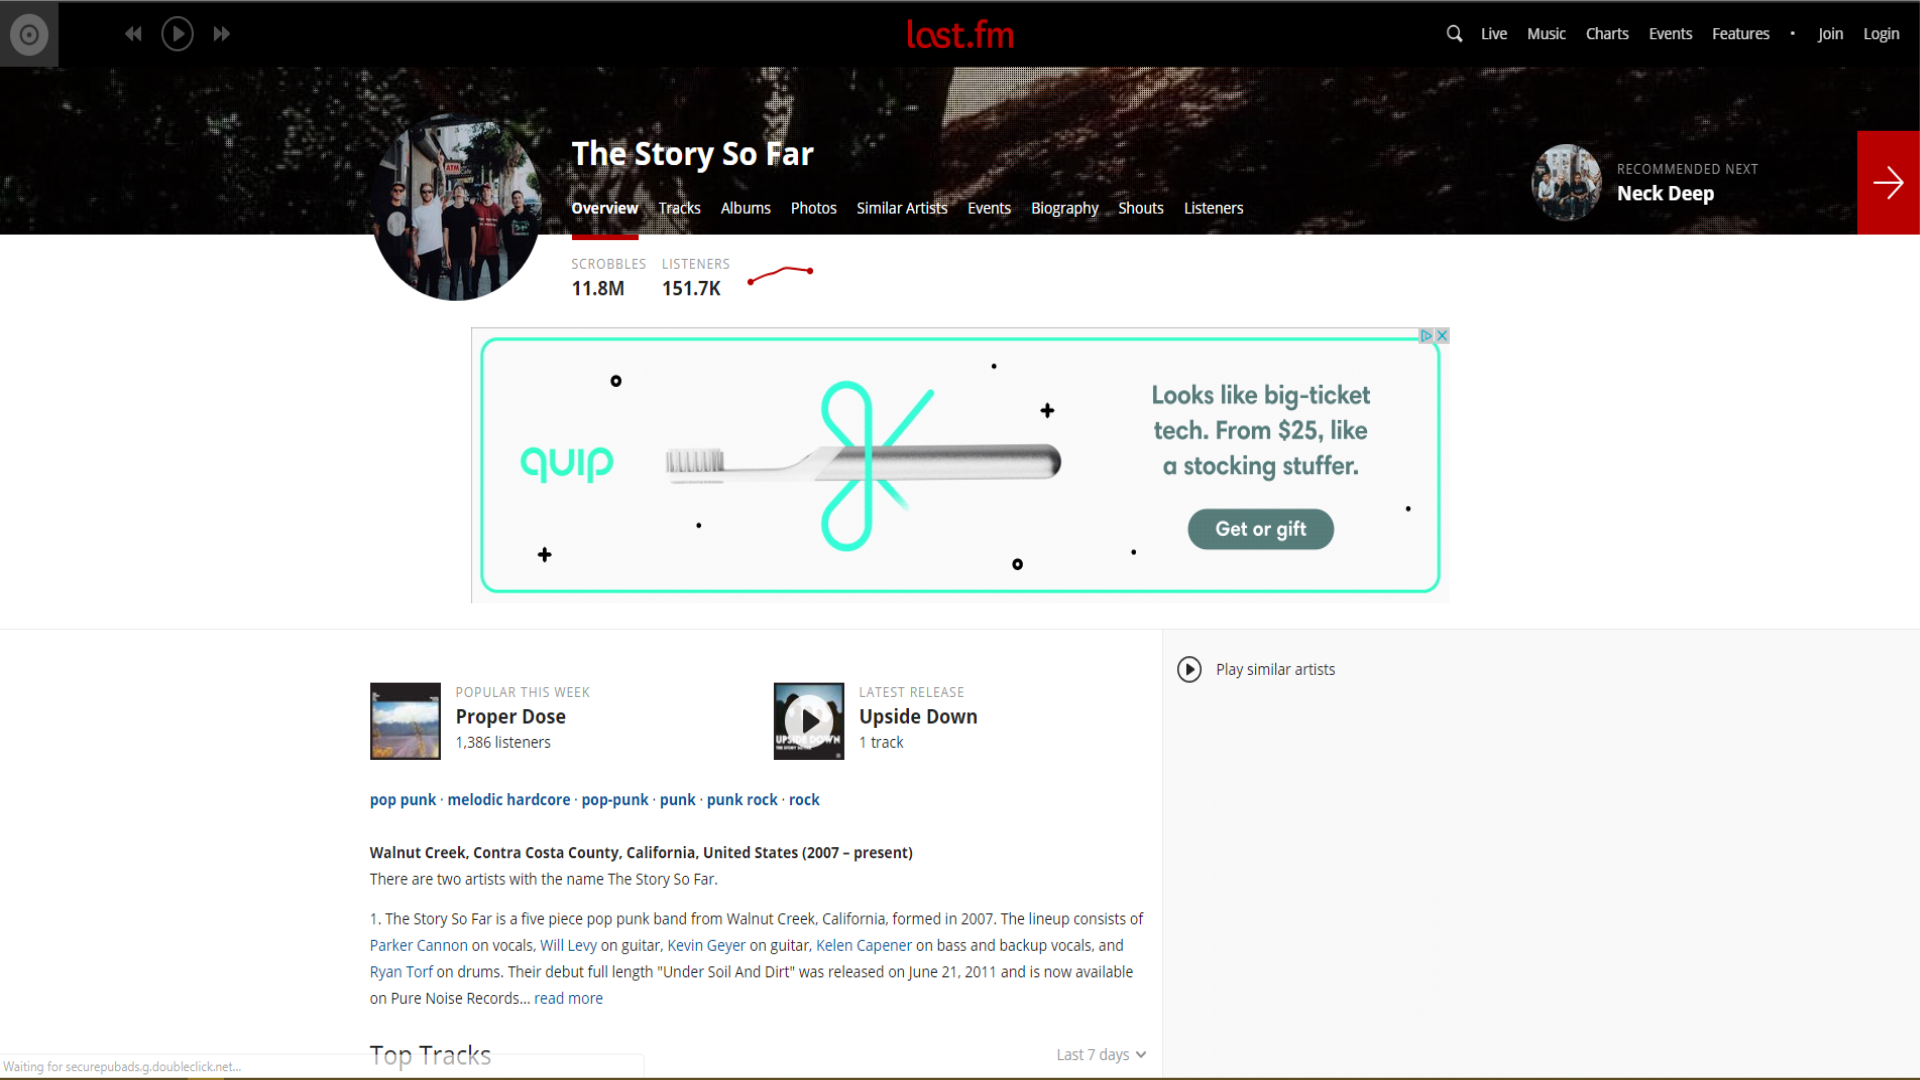 last.fm
Live Music Charts Events Features · Join Login
The Story So Far
Overview Tracks Albums Photos Similar Artists Events Biography Shouts Listeners
RECOMMENDED NEXT
Neck Deep
SCROBBLES LISTENERS
11.8M 151.7K
quip
Looks like big-ticket
tech. From $25, like
a stocking stuffer.
Get or gift
Play similar artists
POPULAR THIS WEEK
Proper Dose
1,386 listeners
UPSIDE DOWN
THE STORY SO FAR
LATEST RELEASE
Upside Down
1 track
pop punk · melodic hardcore · pop-punk · punk · punk rock · rock
Walnut Creek, Contra Costa County, California, United States (2007 – present)
There are two artists with the name The Story So Far.
1. The Story So Far is a five piece pop punk band from Walnut Creek, California, formed in 2007. The lineup consists of
Parker Cannon on vocals, Will Levy on guitar, Kevin Geyer on guitar, Kelen Capener on bass and backup vocals, and
Ryan Torf on drums. Their debut full length "Under Soil And Dirt" was released on June 21, 2011 and is now available
on Pure Noise Records... read more
Top Tracks
Last 7 days
Waiting for securepubads.g.doubleclick.net...
ATM